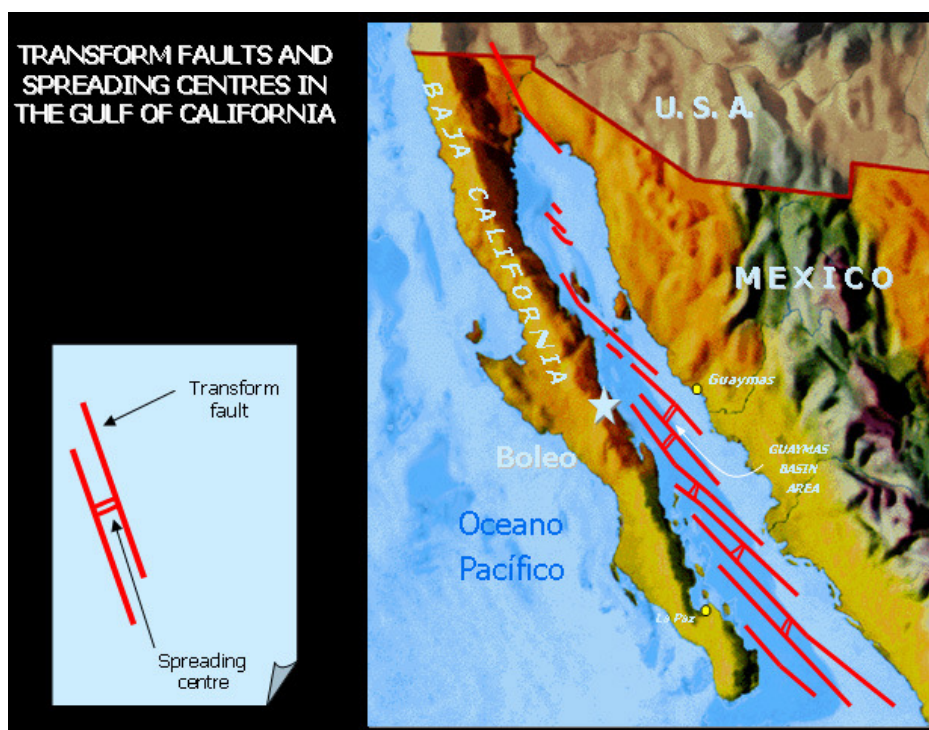 TRANSFORM FAULTS AND
SPREADING CENTRES IN
THE GULF OF CALIFORNIA
Transform
fault
Spreading
centre
U. S. A.
BAJA CALIFORNIA
MEXICO
Guaymas
GUAYMAS
BASIN
AREA
Boleo
Oceano
Pacífico
La Paz